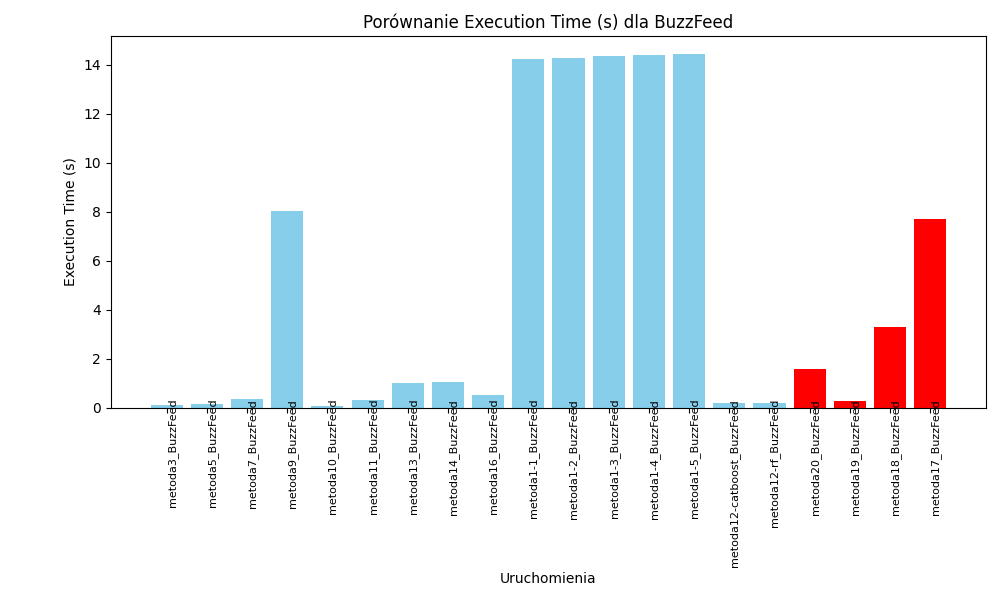 Porównanie Execution Time (s) dla BuzzFeed
Execution Time (s)
14
12
10
8
6
4
2
0
metoda3_BuzzFeed
metoda5_BuzzFeed
metoda7_BuzzFeed
metoda9_BuzzFeed
metoda10_BuzzFeed
metoda11_BuzzFeed
metoda13_BuzzFeed
metoda14_BuzzFeed
metoda16_BuzzFeed
metoda1-1_BuzzFeed
metoda1-2_BuzzFeed
metoda1-3_BuzzFeed
metoda1-4_BuzzFeed
metoda1-5_BuzzFeed
metoda12-catboost_BuzzFeed
metoda12-rf_BuzzFeed
metoda20_BuzzFeed
metoda19_BuzzFeed
metoda18_BuzzFeed
metoda17_BuzzFeed
Uruchomienia